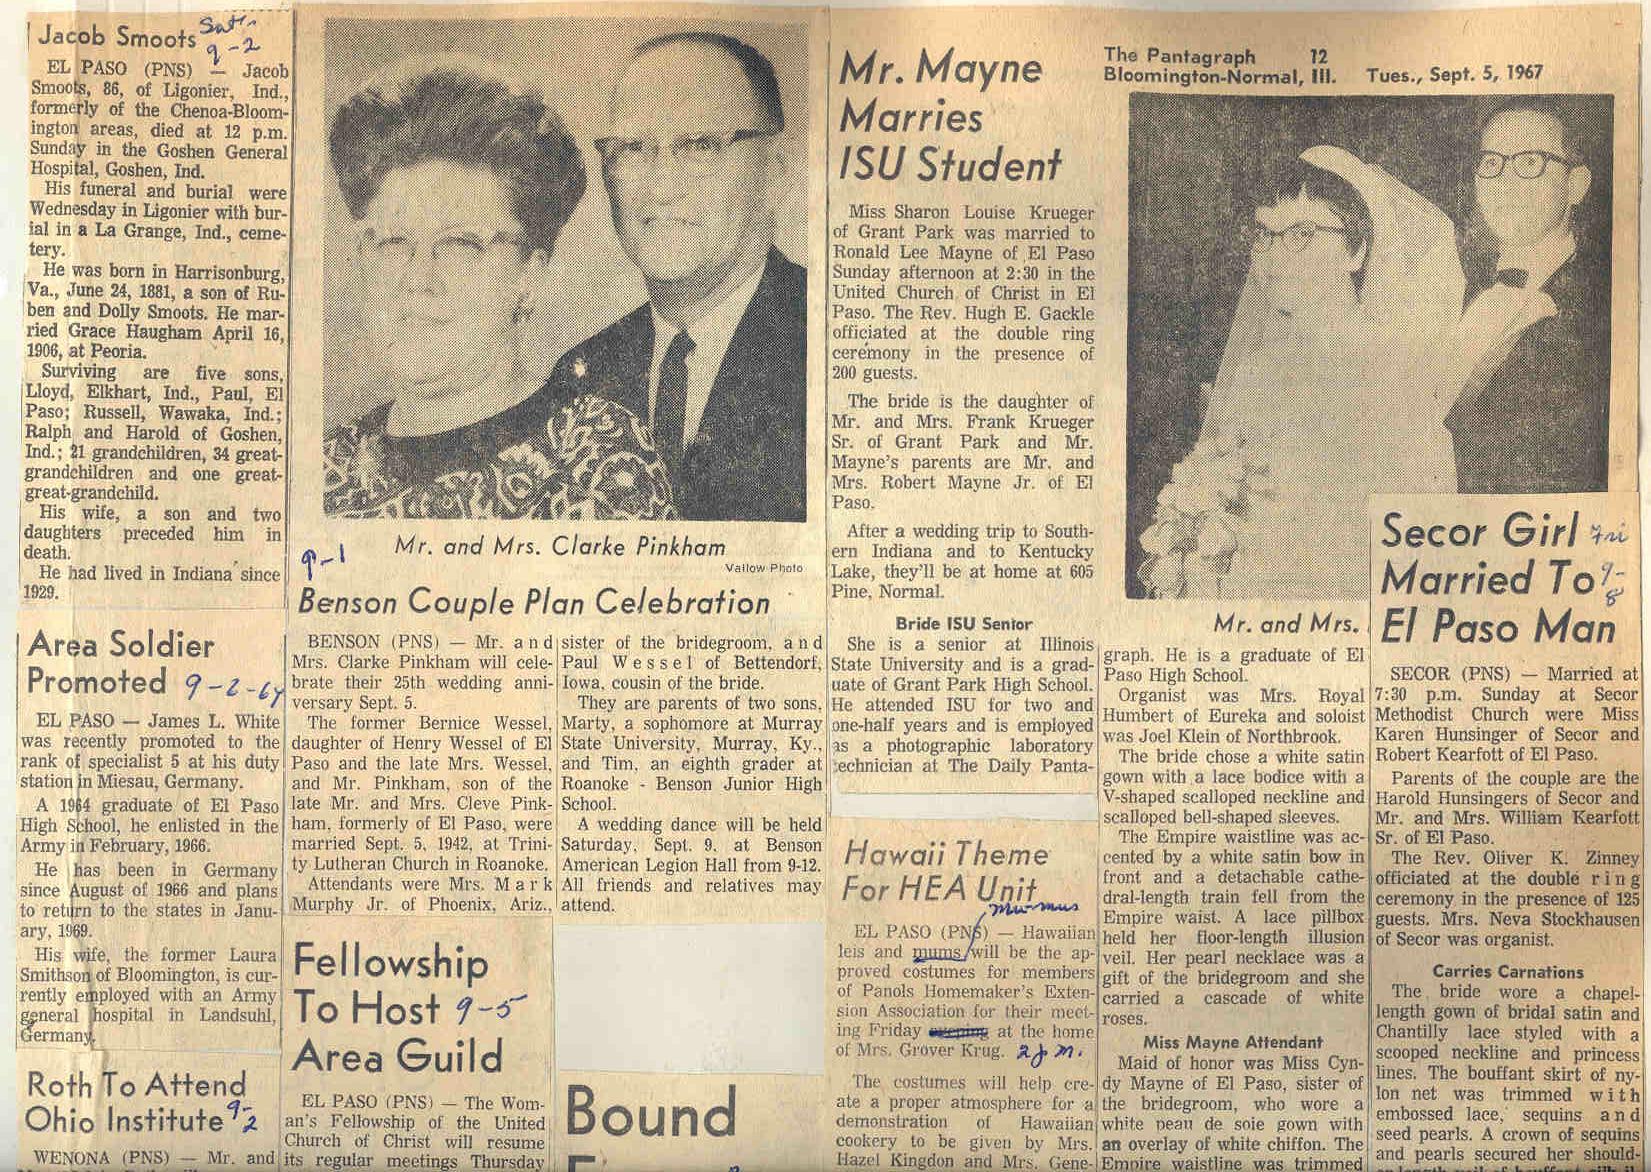 Jacob Smoots
Sat.
9-2
EL PASO (PNS) — Jacob
Smoots, 86, of Ligonier, Ind.,
formerly of the Chenoa-Bloom-
ington areas, died at 12 p.m.
Sunday in the Goshen General
Hospital, Goshen, Ind.
His funeral and burial were
Wednesday in Ligonier with bur-
ial in a La Grange, Ind., ceme-
tery.
He was born in Harrisonburg,
Va., June 24, 1881, a son of Ru-
ben and Dolly Smoots. He mar-
ried Grace Haugham April 16,
1906, at Peoria.
Surviving are five sons,
Lloyd, Elkhart, Ind., Paul, El
Paso; Russell, Wawaka, Ind.;
Ralph and Harold of Goshen,
Ind.; 21 grandchildren, 34 great-
grandchildren and one great-
great-grandchild.
His wife, a son and two
daughters preceded him in
death.
He had lived in Indiana since
1929.
Area Soldier
Promoted 9-2-67
EL PASO — James L. White
was recently promoted to the
rank of specialist 5 at his duty
station in Miesau, Germany.
A 1964 graduate of El Paso
High School, he enlisted in the
Army in February, 1966.
He has been in Germany
since August of 1966 and plans
to return to the states in Janu-
ary, 1969.
His wife, the former Laura
Smithson of Bloomington, is cur-
rently employed with an Army
general hospital in Landsuhl,
Germany.
Roth To Attend
Ohio Institute 9-2
WENONA (PNS) — Mr. and
Mr. and Mrs. Clarke Pinkham
Vallow Photo
9-1
Benson Couple Plan Celebration
BENSON (PNS) — Mr. and
Mrs. Clarke Pinkham will cele-
brate their 25th wedding anni-
versary Sept. 5.
The former Bernice Wessel,
daughter of Henry Wessel of El
Paso and the late Mrs. Wessel,
and Mr. Pinkham, son of the
late Mr. and Mrs. Cleve Pink-
ham, formerly of El Paso, were
married Sept. 5, 1942, at Trini-
ty Lutheran Church in Roanoke.
Attendants were Mrs. Mark
Murphy Jr. of Phoenix, Ariz.,
sister of the bridegroom, and
Paul Wessel of Bettendorf,
Iowa, cousin of the bride.
They are parents of two sons,
Marty, a sophomore at Murray
State University, Murray, Ky.,
and Tim, an eighth grader at
Roanoke - Benson Junior High
School.
A wedding dance will be held
Saturday, Sept. 9, at Benson
American Legion Hall from 9-12.
All friends and relatives may
attend.
Fellowship
To Host 9-5
Area Guild
EL PASO (PNS) — The Wom-
an's Fellowship of the United
Church of Christ will resume
its regular meetings Thursday
Bound
Mr. Mayne
Marries
ISU Student
Miss Sharon Louise Krueger
of Grant Park was married to
Ronald Lee Mayne of El Paso
Sunday afternoon at 2:30 in the
United Church of Christ in El
Paso. The Rev. Hugh E. Gackle
officiated at the double ring
ceremony in the presence of
200 guests.
The bride is the daughter of
Mr. and Mrs. Frank Krueger
Sr. of Grant Park and Mr.
Mayne's parents are Mr. and
Mrs. Robert Mayne Jr. of El
Paso.
After a wedding trip to South-
ern Indiana and to Kentucky
Lake, they'll be at home at 605
Pine, Normal.
Bride ISU Senior
She is a senior at Illinois
State University and is a grad-
uate of Grant Park High School.
He attended ISU for two and
one-half years and is employed
as a photographic laboratory
technician at The Daily Panta-
Hawaii Theme
For HEA Unit
mu-mus
EL PASO (PNS) — Hawaiian
leis and mums will be the ap-
proved costumes for members
of Panols Homemaker's Exten-
sion Association for their meet-
ing Friday evening at the home
of Mrs. Grover Krug. 2 p.m.
The costumes will help cre-
ate a proper atmosphere for a
demonstration of Hawaiian
cookery to be given by Mrs.
Hazel Kingdon and Mrs. Gene-
The Pantagraph 12
Bloomington-Normal, Ill. Tues., Sept. 5, 1967
Mr. and Mrs.
graph. He is a graduate of El
Paso High School.
Organist was Mrs. Royal
Humbert of Eureka and soloist
was Joel Klein of Northbrook.
The bride chose a white satin
gown with a lace bodice with a
V-shaped scalloped neckline and
scalloped bell-shaped sleeves.
The Empire waistline was ac-
cented by a white satin bow in
front and a detachable cathe-
dral-length train fell from the
Empire waist. A lace pillbox
held her floor-length illusion
veil. Her pearl necklace was a
gift of the bridegroom and she
carried a cascade of white
roses.
Miss Mayne Attendant
Maid of honor was Miss Cyn-
dy Mayne of El Paso, sister of
the bridegroom, who wore a
white peau de soie gown with
an overlay of white chiffon. The
Empire waistline was trimmed
Secor Girl Fri
Married To 9-8
El Paso Man
SECOR (PNS) — Married at
7:30 p.m. Sunday at Secor
Methodist Church were Miss
Karen Hunsinger of Secor and
Robert Kearfott of El Paso.
Parents of the couple are the
Harold Hunsingers of Secor and
Mr. and Mrs. William Kearfott
Sr. of El Paso.
The Rev. Oliver K. Zinney
officiated at the double ring
ceremony in the presence of 125
guests. Mrs. Neva Stockhausen
of Secor was organist.
Carries Carnations
The bride wore a chapel-
length gown of bridal satin and
Chantilly lace styled with a
scooped neckline and princess
lines. The bouffant skirt of ny-
lon net was trimmed with
embossed lace, sequins and
seed pearls. A crown of sequins
and pearls secured her should-